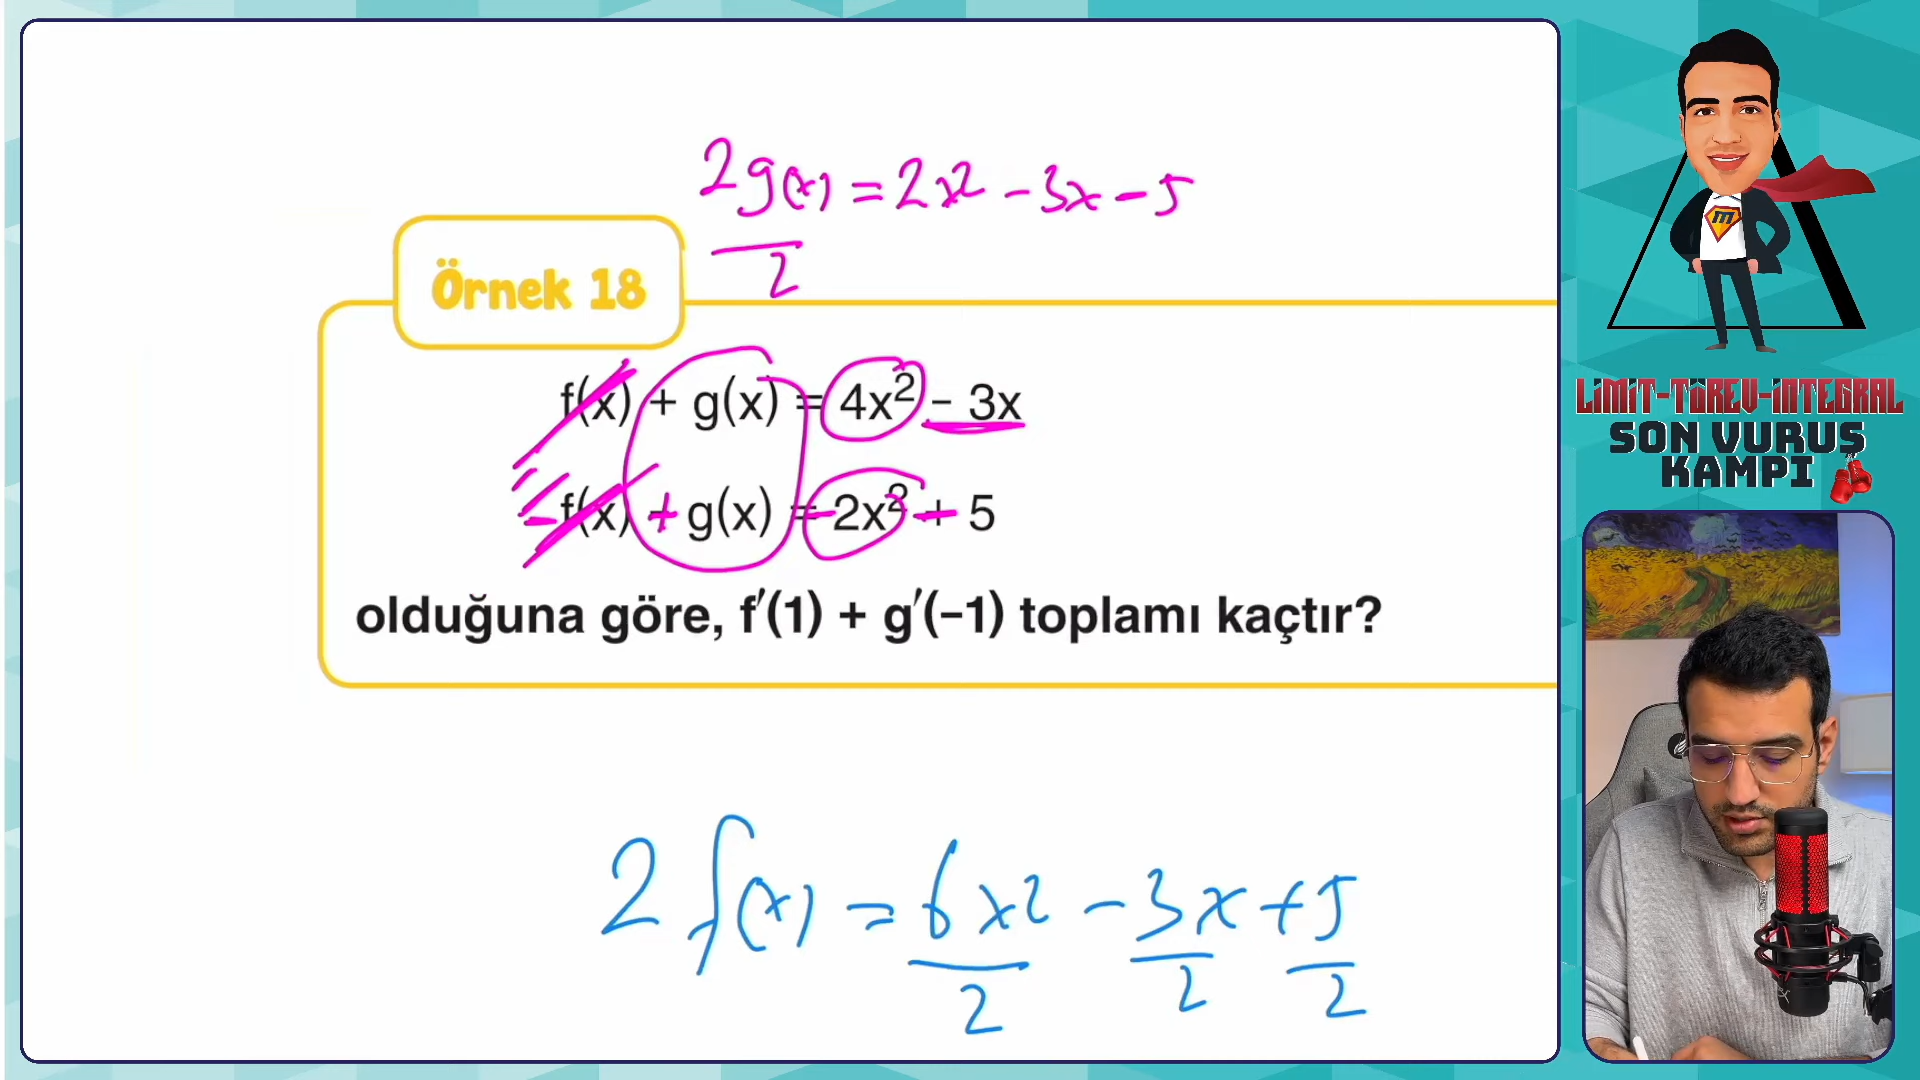 2g(x) = 2x² - 3x - 5
2
Örnek 18
f(x) + g(x) = 4x² - 3x
- f(x) + g(x) = - 2x² + 5
olduğuna göre, f′(1) + g′(-1) toplamı kaçtır?
2f(x) = 6x² - 3x + 5
2 2 2
m
LİMİT-TÜREV-İNTEGRAL
SON VURUŞ
KAMPI